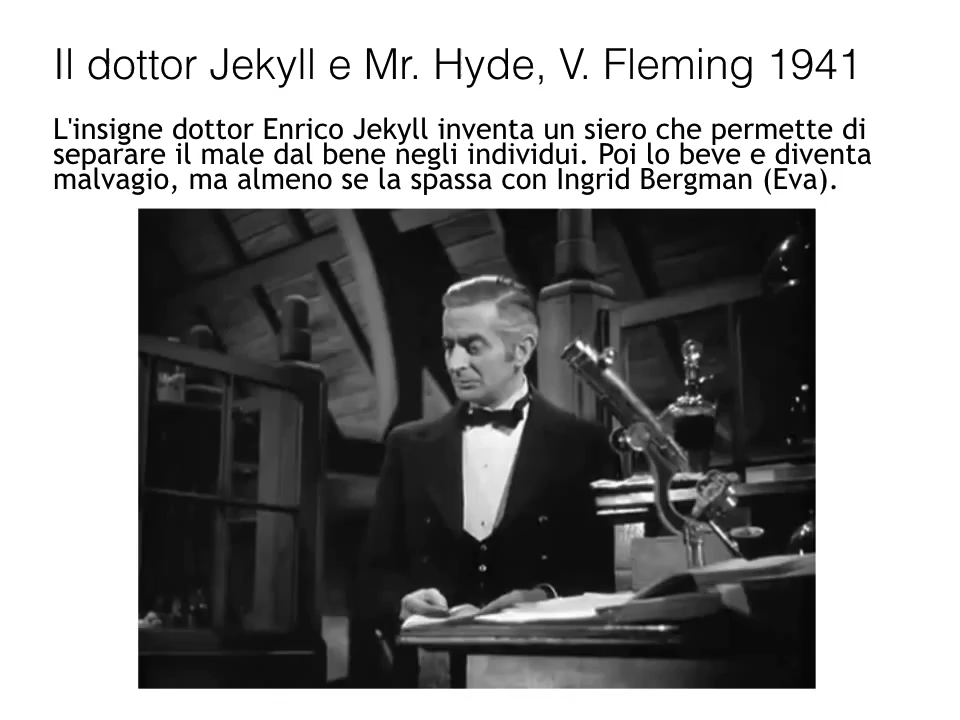 Il dottor Jekyll e Mr. Hyde, V. Fleming 1941
L'insigne dottor Enrico Jekyll inventa un siero che permette di
separare il male dal bene negli individui. Poi lo beve e diventa
malvagio, ma almeno se la spassa con Ingrid Bergman (Eva).